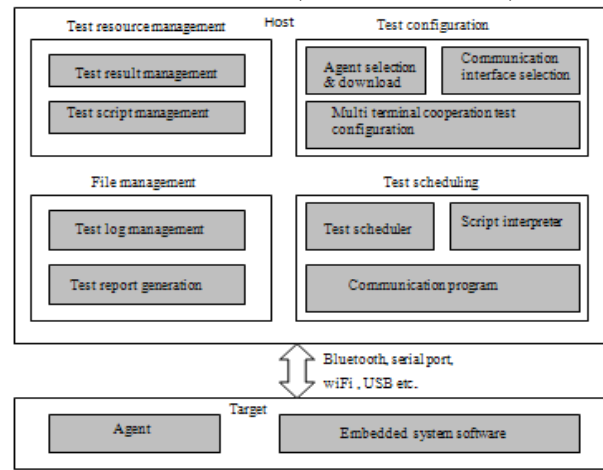 Host
Test resource management
Test configuration
Test result management
Test script management
Agent selection
& download
Communication
interface selection
Multi terminal cooperation test
configuration
File management
Test scheduling
Test log management
Test report generation
Test scheduler
Script interpreter
Communication program
Bluetooth, serial port,
wiFi , USB etc.
Target
Agent
Embedded system software